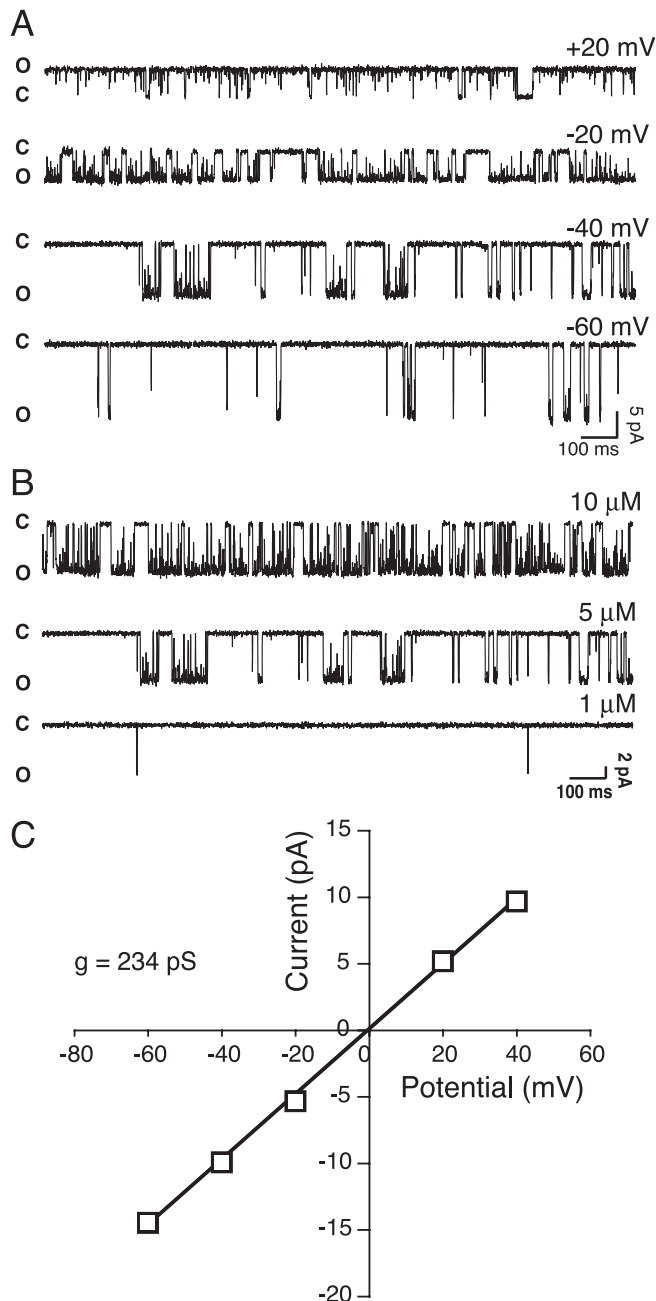 A
+20 mV
O
C
-20 mV
C
O
-40 mV
C
O
-60 mV
C
O
5 pA
100 ms
B
10 μM
C
O
5 μM
C
O
1 μM
C
O
2 pA
100 ms
C
15
10
5
0
-5
-10
-15
-20
Current (pA)
g = 234 pS
-80 -60 -40 -20 0 20 40 60
Potential (mV)